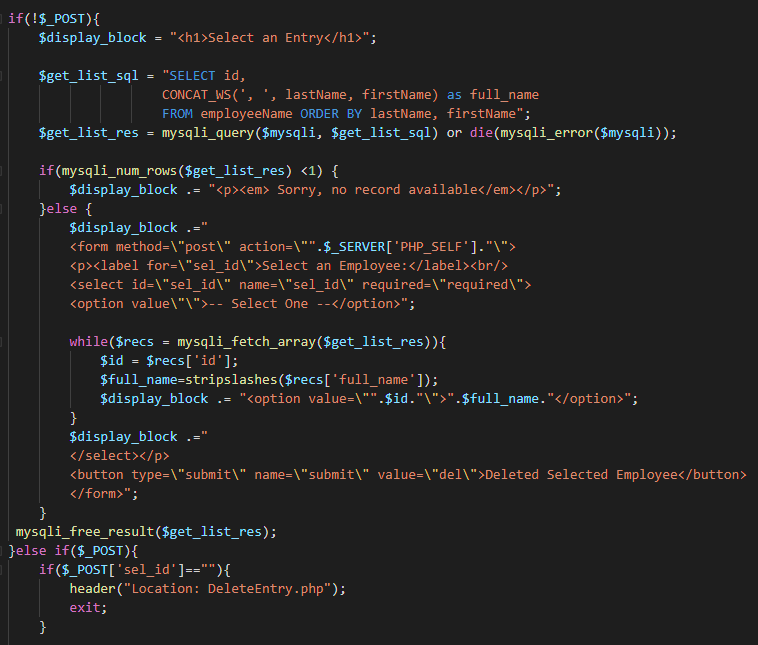 if(!$_POST){
$display_block = "<h1>Select an Entry</h1>";
$get_list_sql = "SELECT id,
CONCAT_WS(', ', lastName, firstName) as full_name
FROM employeeName ORDER BY lastName, firstName";
$get_list_res = mysqli_query($mysqli, $get_list_sql) or die(mysqli_error($mysqli));
if(mysqli_num_rows($get_list_res) <1) {
$display_block .= "<p><em> Sorry, no record available</em></p>";
}else {
$display_block .="
<form method=\"post\" action=\"".$_SERVER['PHP_SELF']."\">
<p><label for=\"sel_id\">Select an Employee:</label><br/>
<select id=\"sel_id\" name=\"sel_id\" required=\"required\">
<option value\"\">-- Select One --</option>";
while($recs = mysqli_fetch_array($get_list_res)){
$id = $recs['id'];
$full_name=stripslashes($recs['full_name']);
$display_block .= "<option value=\"".$id."\">".$full_name."</option>";
}
$display_block .="
</select></p>
<button type=\"submit\" name=\"submit\" value=\"del\">Deleted Selected Employee</button>
</form>";
}
mysqli_free_result($get_list_res);
}else if($_POST){
if($_POST['sel_id']==""){
header("Location: DeleteEntry.php");
exit;
}